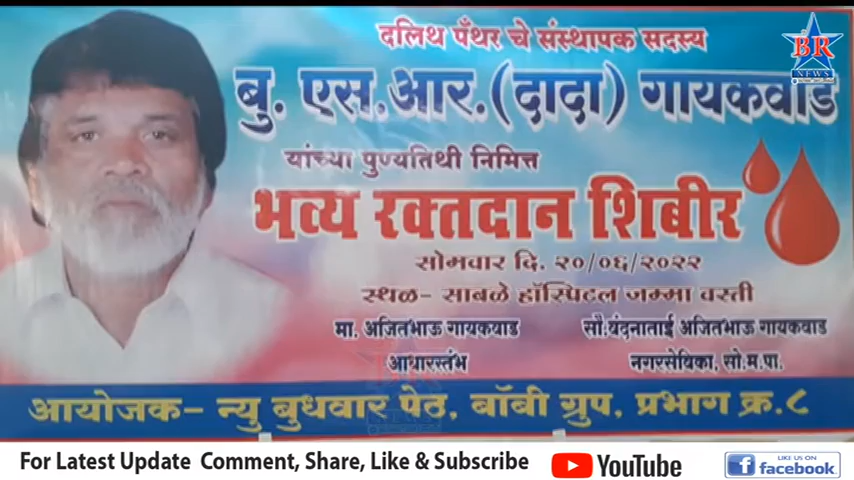 दलिथ पँथर चे संस्थापक सदस्य
BR
NEWS
बु. एस.आर.(दादा) गायकवाड
यांच्या पुण्यतिथी निमित्त
भव्य रक्तदान शिबीर
सोमवार दि. २०/०६/२०२२
स्थळ- साबळे हॉस्पिटल जम्मा वस्ती
मा. अजितभाऊ गायकवाड
आधारस्तंभ
सौ.वंदनाताई अजितभाऊ गायकवाड
नगरसेविका, सो.म.पा.
आयोजक- न्यु बुधवार पेठ, बॉबी ग्रुप, प्रभाग क्र.८
For Latest Update Comment, Share, Like & Subscribe
YouTube
LIKE US ON
facebook